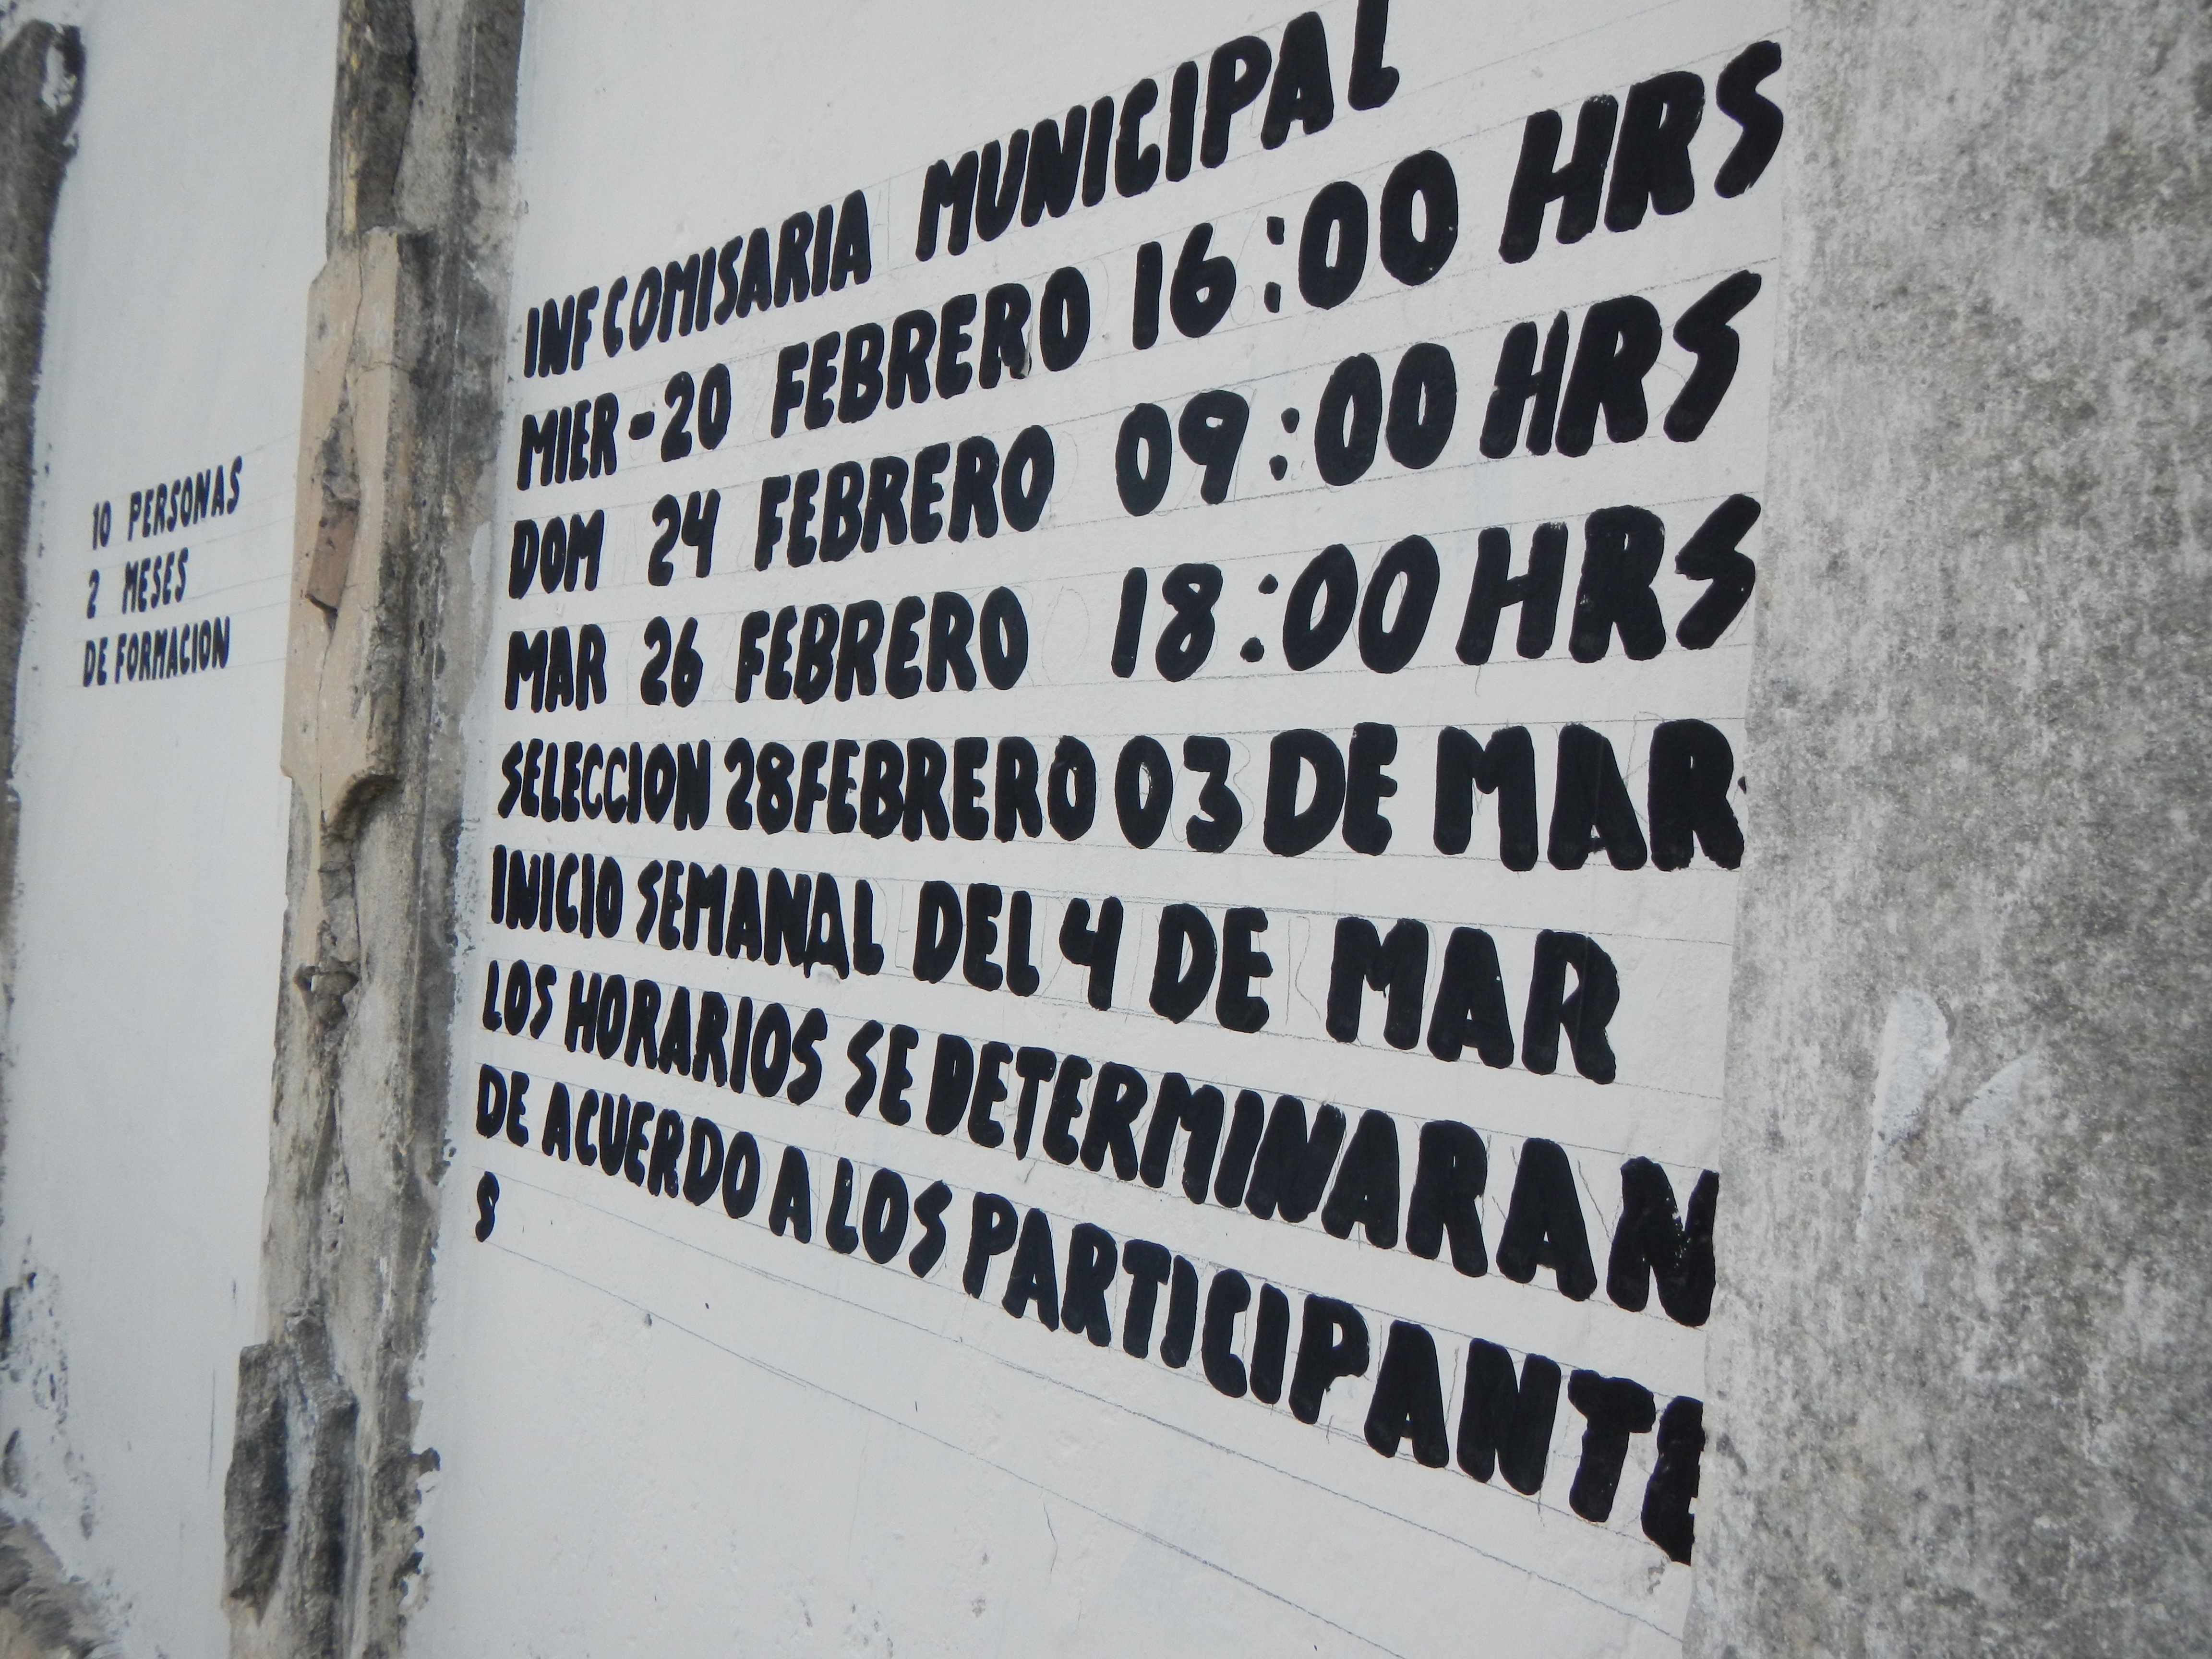 10 PERSONAS
2 MESES
DE FORMACION
INF COMISARIA MUNICIPAL
MIER-20 FEBRERO 16:00 HRS
DOM 24 FEBRERO 09:00 HRS
MAR 26 FEBRERO 18:00 HRS
SELECCION 28 FEBRERO 03 DE MAR
INICIO SEMANAL DEL 4 DE MAR
LOS HORARIOS SE DETERMINARAN
DE ACUERDO A LOS PARTICIPANTE
S